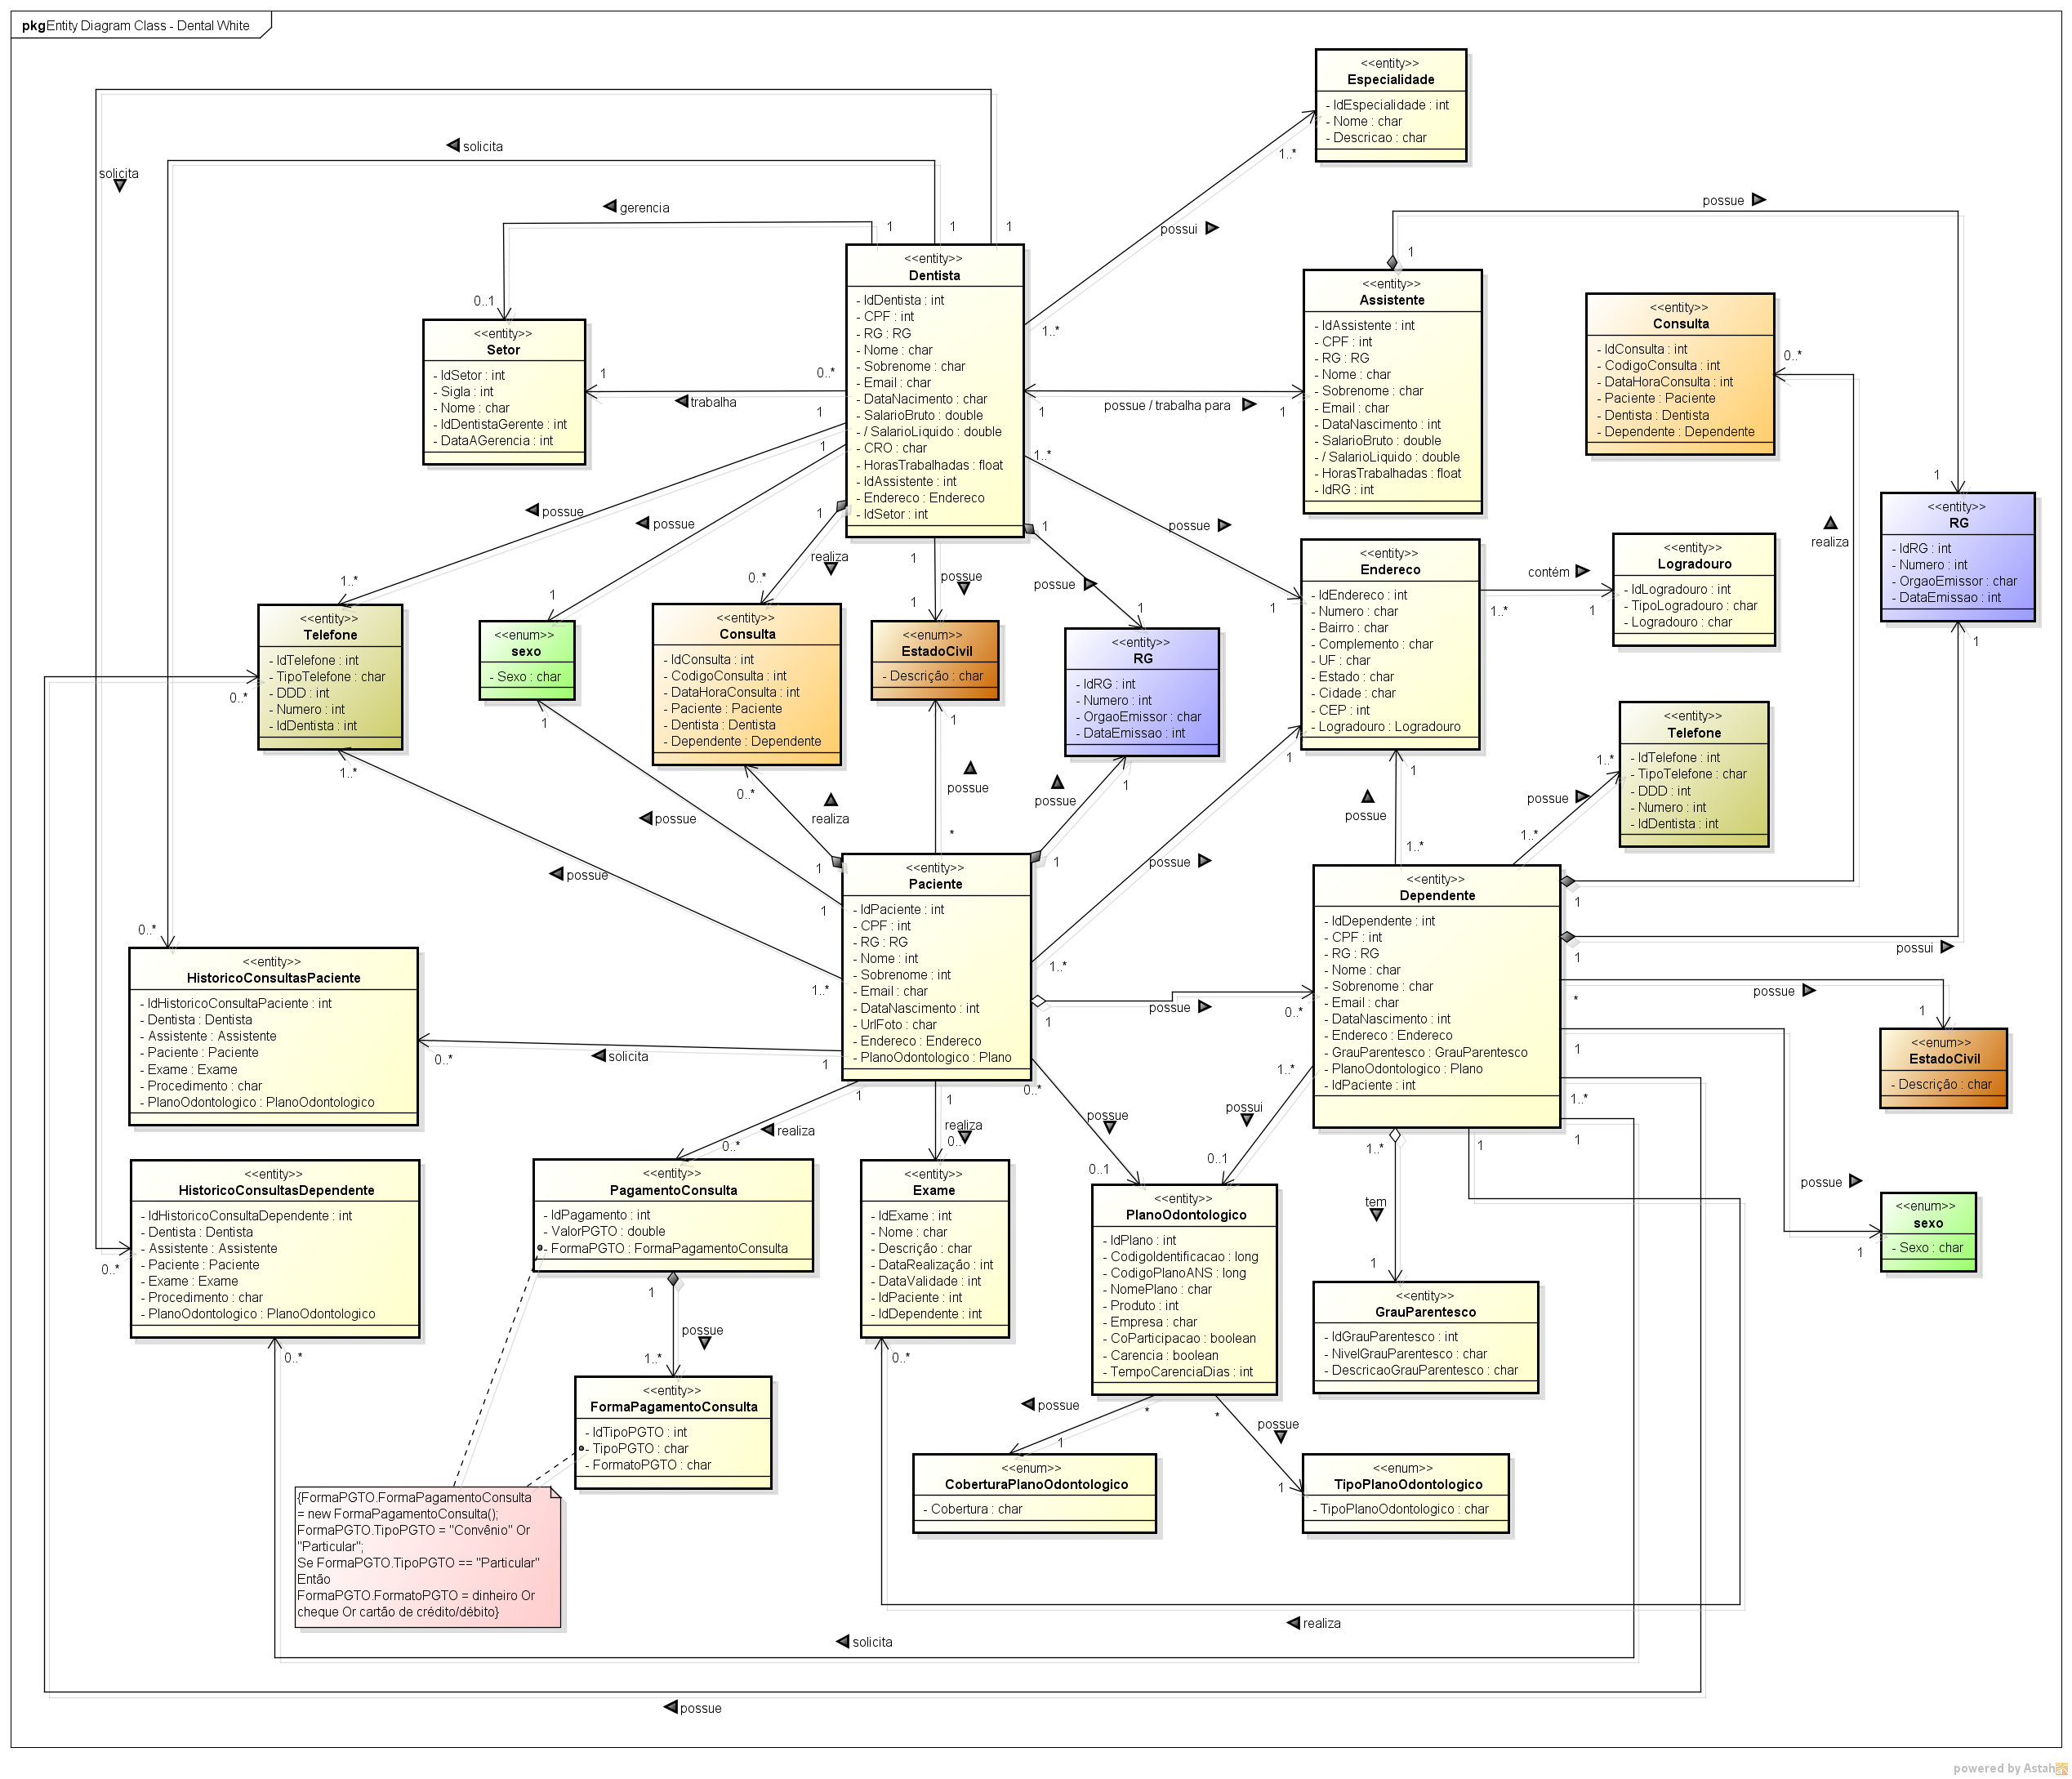 pkg Entity Diagram Class - Dental White
<<entity>>
Especialidade
- IdEspecialidade : int
- Nome : char
- Descricao : char
solicita
solicita
gerencia
1
1
1
possui
1..*
1..*
possue
1
<<entity>>
Dentista
- IdDentista : int
- CPF : int
- RG : RG
- Nome : char
- Sobrenome : char
- Email : char
- DataNacimento : char
- SalarioBruto : double
- / SalarioLiquido : double
- CRO : char
- HorasTrabalhadas : float
- IdAssistente : int
- Endereco : Endereco
- IdSetor : int
<<entity>>
Assistente
- IdAssistente : int
- CPF : int
- RG : RG
- Nome : char
- Sobrenome : char
- Email : char
- DataNascimento : int
- SalarioBruto : double
- / SalarioLiquido : double
- HorasTrabalhadas : float
- IdRG : int
<<entity>>
Consulta
- IdConsulta : int
- CodigoConsulta : int
- DataHoraConsulta : int
- Paciente : Paciente
- Dentista : Dentista
- Dependente : Dependente
0..*
0..1
<<entity>>
Setor
- IdSetor : int
- Sigla : int
- Nome : char
- IdDentistaGerente : int
- DataAGerencia : int
1
0..*
trabalha
1
1
possue / trabalha para
1
1
1..*
1
<<entity>>
RG
- IdRG : int
- Numero : int
- OrgaoEmissor : char
- DataEmissao : int
1
realiza
possue
possue
1
realiza
0..*
1
possue
1
1
possue
1
possue
1
1..*
1
<<entity>>
Endereco
- IdEndereco : int
- Numero : char
- Bairro : char
- Complemento : char
- UF : char
- Estado : char
- Cidade : char
- CEP : int
- Logradouro : Logradouro
contém
1..*
1
<<entity>>
Logradouro
- IdLogradouro : int
- TipoLogradouro : char
- Logradouro : char
<<entity>>
Telefone
- IdTelefone : int
- TipoTelefone : char
- DDD : int
- Numero : int
- IdDentista : int
0..*
1..*
<<enum>>
sexo
- Sexo : char
1
<<entity>>
Consulta
- IdConsulta : int
- CodigoConsulta : int
- DataHoraConsulta : int
- Paciente : Paciente
- Dentista : Dentista
- Dependente : Dependente
0..*
<<enum>>
EstadoCivil
- Descrição : char
1
<<entity>>
RG
- IdRG : int
- Numero : int
- OrgaoEmissor : char
- DataEmissao : int
1
1
1
<<entity>>
Telefone
- IdTelefone : int
- TipoTelefone : char
- DDD : int
- Numero : int
- IdDentista : int
1..*
possue
1..*
possue
1..*
possue
realiza
possue
possue
*
possue
possue
1
1
1
1..*
1..*
<<entity>>
Paciente
- IdPaciente : int
- CPF : int
- RG : RG
- Nome : int
- Sobrenome : int
- Email : char
- DataNascimento : int
- UrlFoto : char
- Endereco : Endereco
- PlanoOdontologico : Plano
possue
1
0..*
<<entity>>
Dependente
- IdDependente : int
- CPF : int
- RG : RG
- Nome : char
- Sobrenome : char
- Email : char
- DataNascimento : int
- Endereco : Endereco
- GrauParentesco : GrauParentesco
- PlanoOdontologico : Plano
- IdPaciente : int
1
1
possui
*
possue
1
1
1..*
1
<<enum>>
EstadoCivil
- Descrição : char
0..*
<<entity>>
HistoricoConsultasPaciente
- IdHistoricoConsultaPaciente : int
- Dentista : Dentista
- Assistente : Assistente
- Paciente : Paciente
- Exame : Exame
- Procedimento : char
- PlanoOdontologico : PlanoOdontologico
0..*
solicita
1
1
realiza
0..*
1
realiza
0..
0..*
possue
0..1
1..*
possui
0..1
1..*
tem
1
1
possue
1
<<enum>>
sexo
- Sexo : char
<<entity>>
HistoricoConsultasDependente
- IdHistoricoConsultaDependente : int
- Dentista : Dentista
- Assistente : Assistente
- Paciente : Paciente
- Exame : Exame
- Procedimento : char
- PlanoOdontologico : PlanoOdontologico
0..*
0..*
<<entity>>
PagamentoConsulta
- IdPagamento : int
- ValorPGTO : double
- FormaPGTO : FormaPagamentoConsulta
1
possue
1..*
<<entity>>
Exame
- IdExame : int
- Nome : char
- Descrição : char
- DataRealização : int
- DataValidade : int
- IdPaciente : int
- IdDependente : int
0..*
<<entity>>
PlanoOdontologico
- IdPlano : int
- CodigoIdentificacao : long
- CodigoPlanoANS : long
- NomePlano : char
- Produto : int
- Empresa : char
- CoParticipacao : boolean
- Carencia : boolean
- TempoCarenciaDias : int
<<entity>>
GrauParentesco
- IdGrauParentesco : int
- NivelGrauParentesco : char
- DescricaoGrauParentesco : char
<<entity>>
FormaPagamentoConsulta
- IdTipoPGTO : int
- TipoPGTO : char
- FormatoPGTO : char
possue
*
1
*
possue
1
<<enum>>
CoberturaPlanoOdontologico
- Cobertura : char
<<enum>>
TipoPlanoOdontologico
- TipoPlanoOdontologico : char
{FormaPGTO.FormaPagamentoConsulta
= new FormaPagamentoConsulta();
FormaPGTO.TipoPGTO = "Convênio" Or
"Particular";
Se FormaPGTO.TipoPGTO == "Particular"
Então
FormaPGTO.FormatoPGTO = dinheiro Or
cheque Or cartão de crédito/débito}
realiza
solicita
possue
powered by Astah